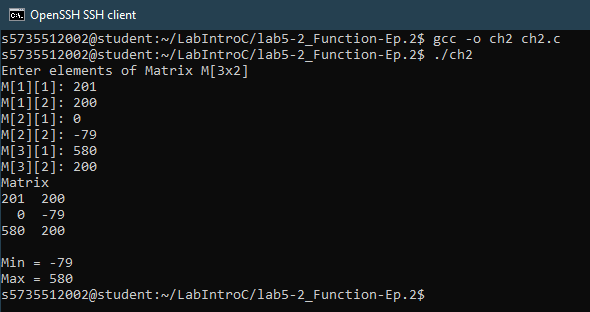 OpenSSH SSH client
s5735512002@student:~/LabIntroC/lab5-2_Function-Ep.2$ gcc -o ch2 ch2.c
s5735512002@student:~/LabIntroC/lab5-2_Function-Ep.2$ ./ch2
Enter elements of Matrix M[3x2]
M[1][1]: 201
M[1][2]: 200
M[2][1]: 0
M[2][2]: -79
M[3][1]: 580
M[3][2]: 200
Matrix
201  200
  0  -79
580  200
Min = -79
Max = 580
s5735512002@student:~/LabIntroC/lab5-2_Function-Ep.2$